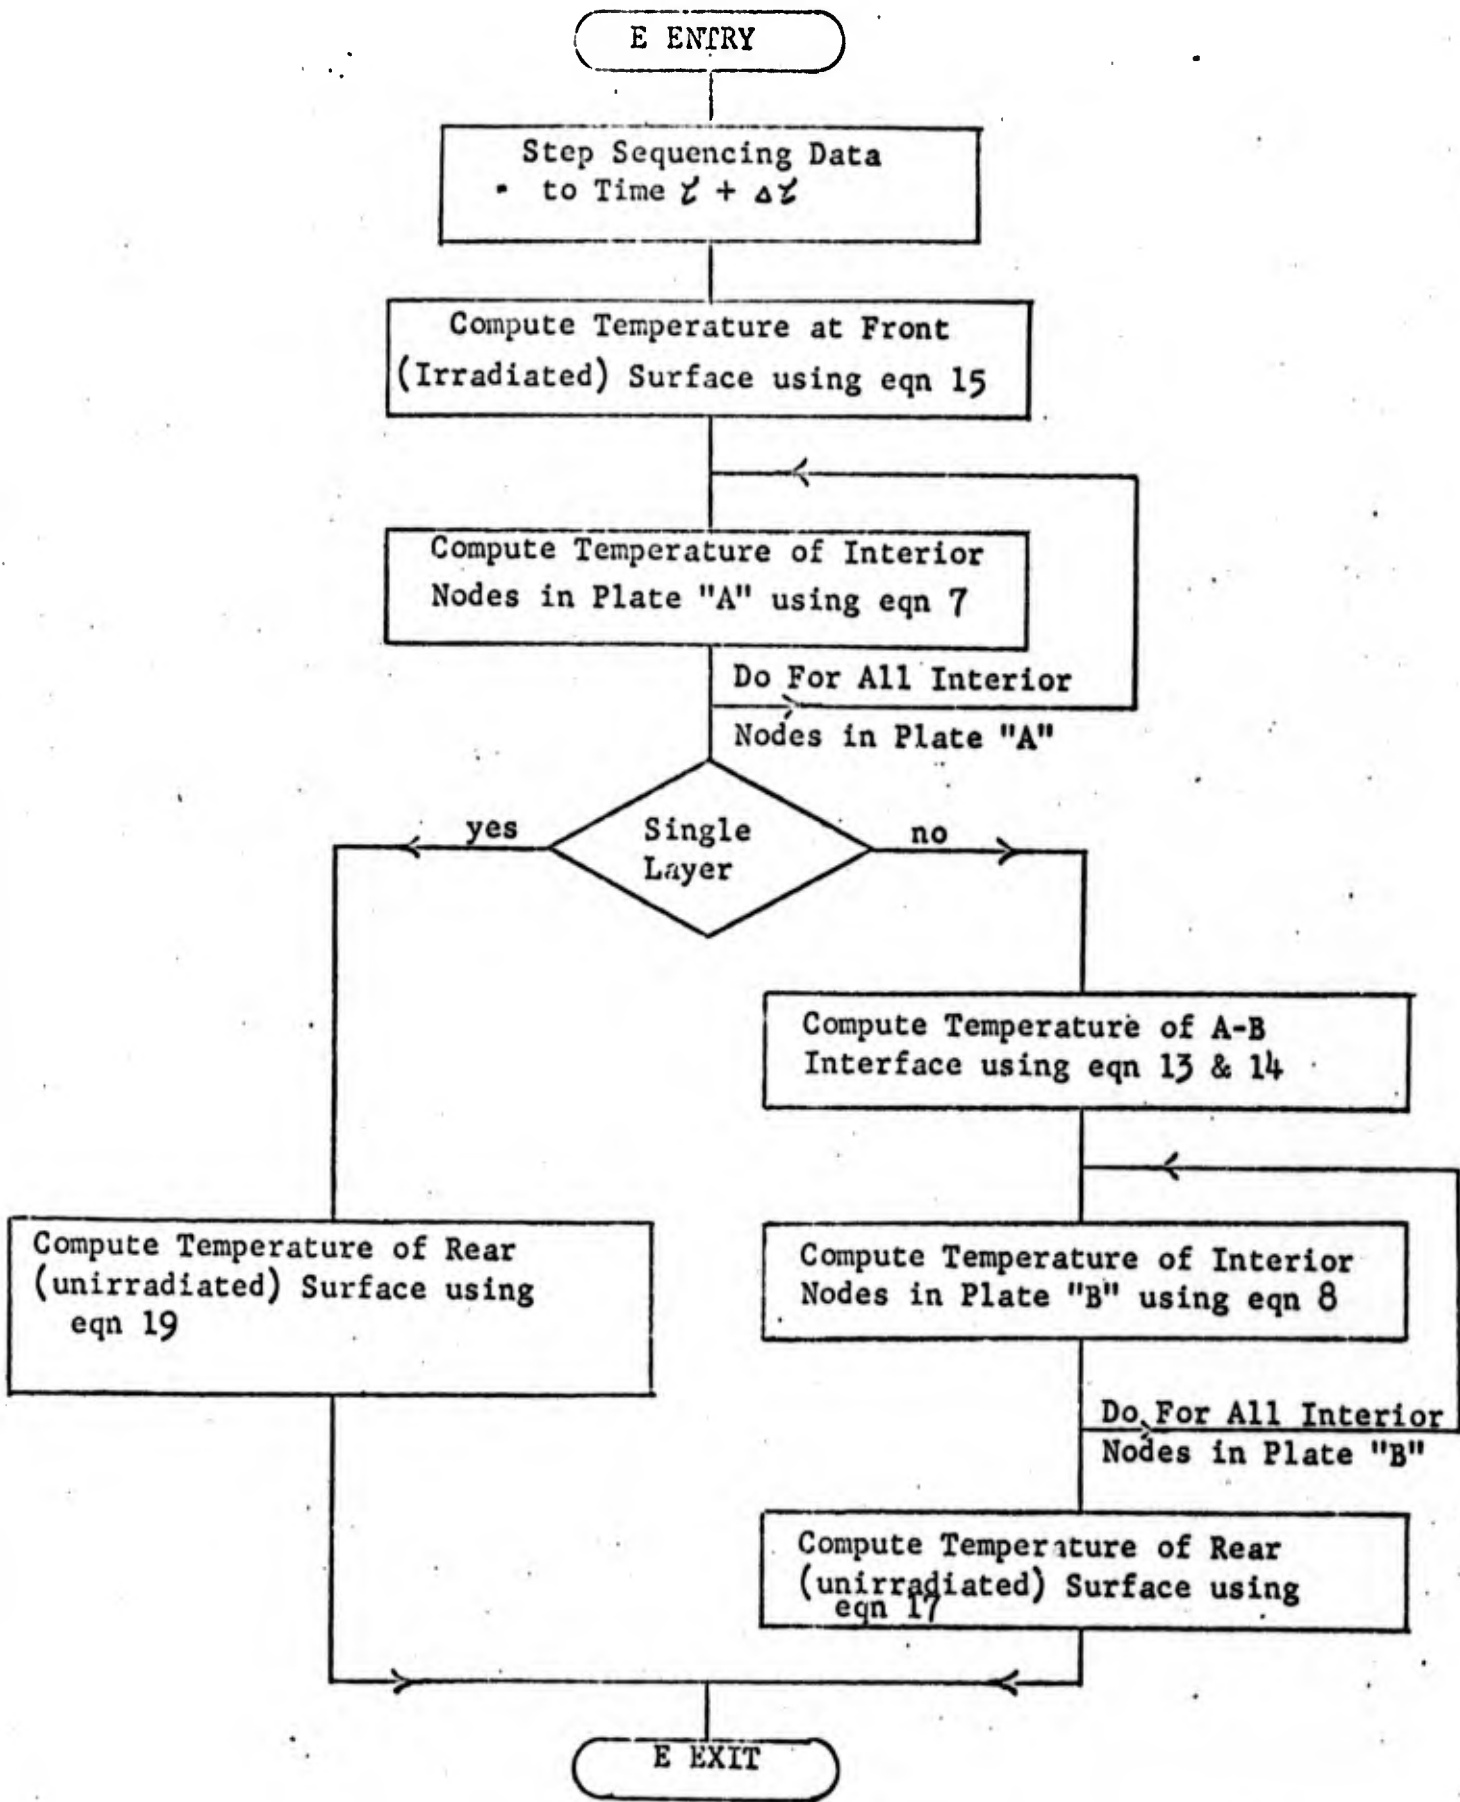 E ENTRY
Step Sequencing Data
to Time t + Δt
Compute Temperature at Front
(Irradiated) Surface using eqn 15
Compute Temperature of Interior
Nodes in Plate "A" using eqn 7
Do For All Interior
Nodes in Plate "A"
Single
Layer
yes
no
Compute Temperature of A-B
Interface using eqn 13 & 14
Compute Temperature of Interior
Nodes in Plate "B" using eqn 8
Do For All Interior
Nodes in Plate "B"
Compute Temperature of Rear
(unirradiated) Surface using
eqn 17
Compute Temperature of Rear
(unirradiated) Surface using
eqn 19
E EXIT